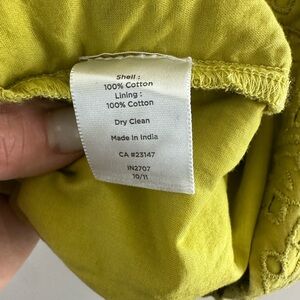 Shell :
100% Cotton
Lining :
100% Cotton
Dry Clean
Made in India
CA #23147
IN2707
10/11